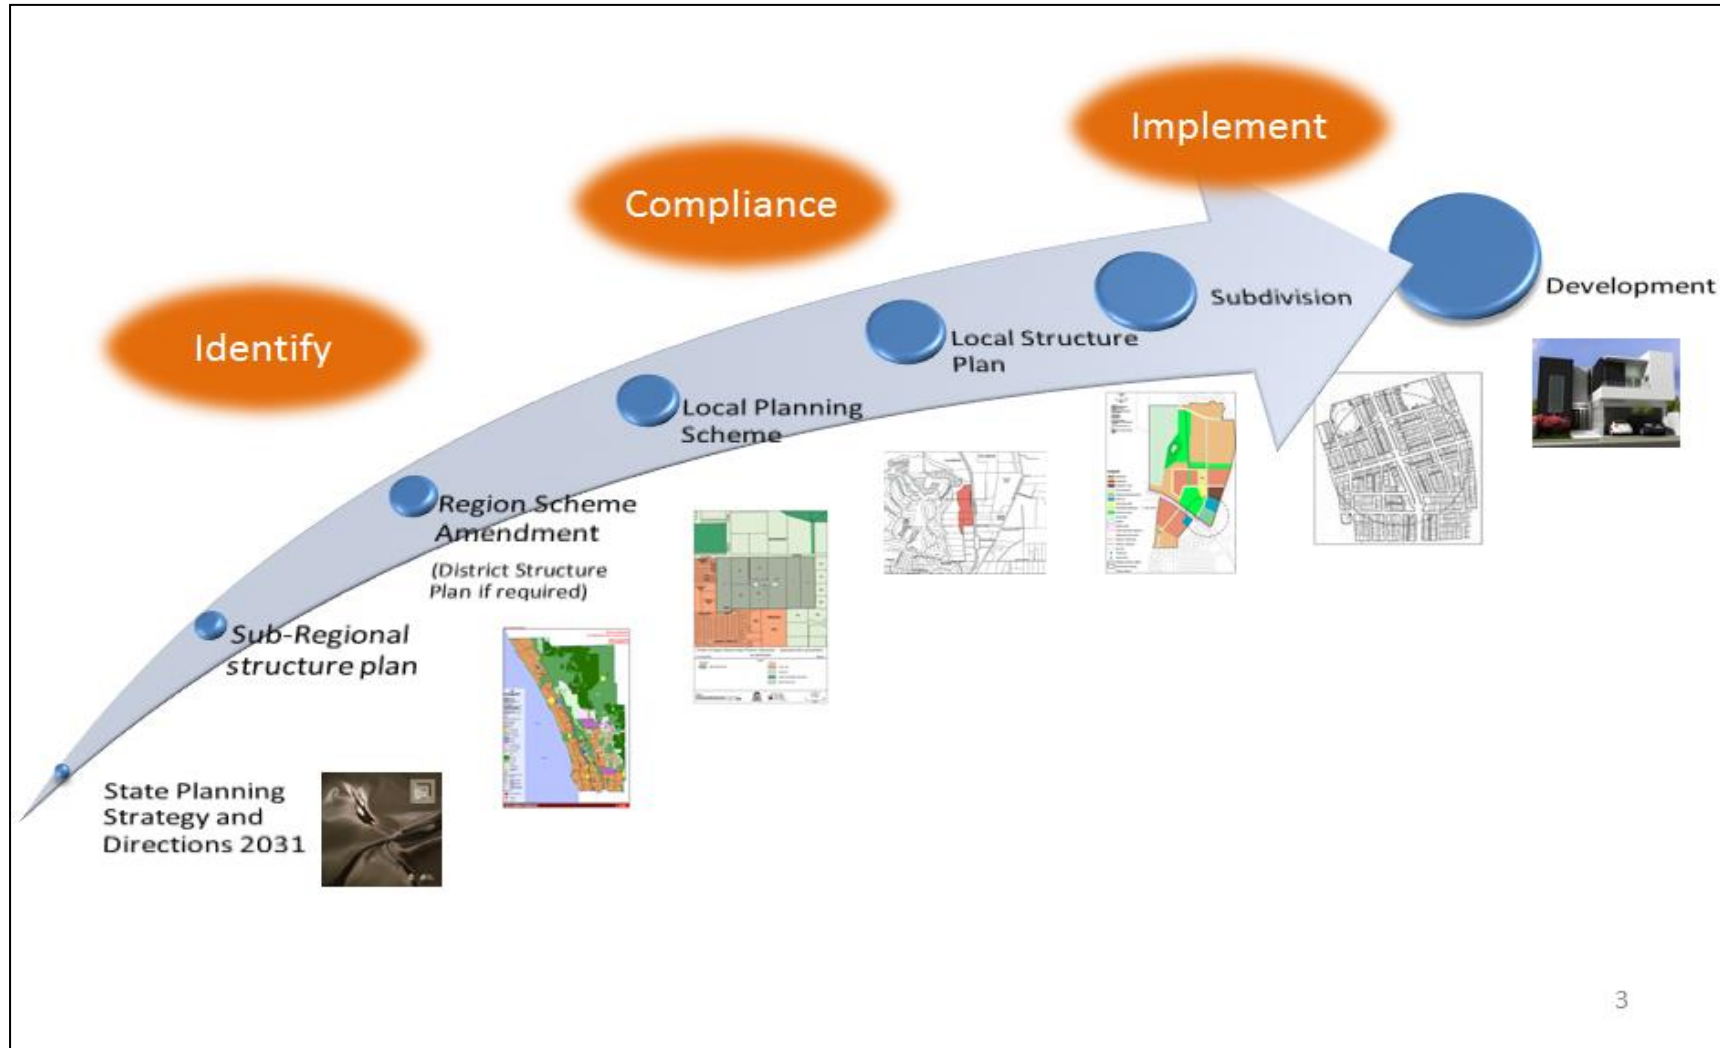 Implement
Compliance
Identify
Development
Subdivision
Local Structure
Plan
Local Planning
Scheme
Region Scheme
Amendment
(District Structure
Plan if required)
Sub-Regional
structure plan
State Planning
Strategy and
Directions 2031
3